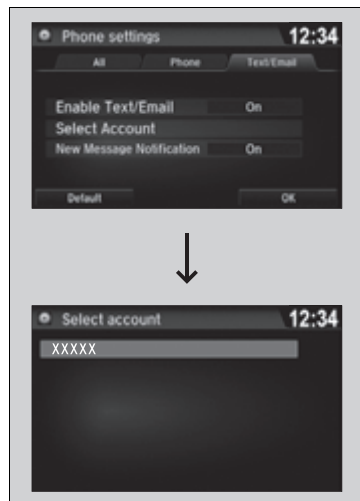 Phone settings 12:34
All Phone Text/Email
Enable Text/Email On
Select Account
New Message Notification On
Default OK
Select account 12:34
XXXXX